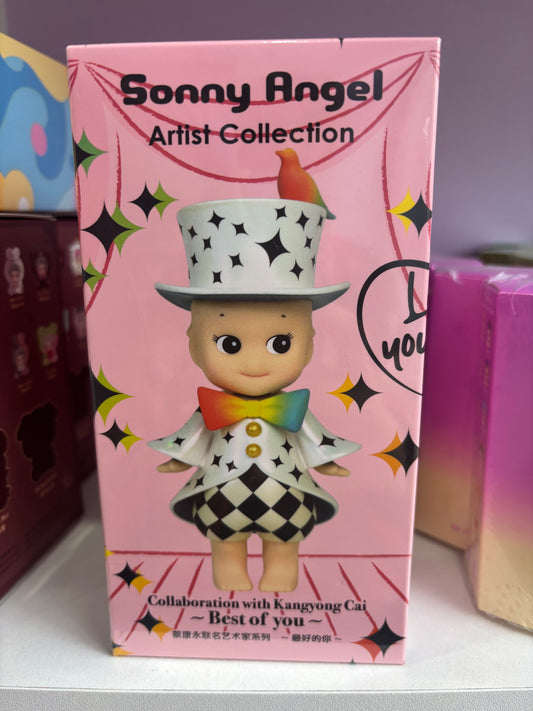 Sonny Angel
Artist Collection
you
Collaboration with Kangyong Cai
~ Best of you ~
蔡康永联名艺术家系列 ~ 最好的你 ~